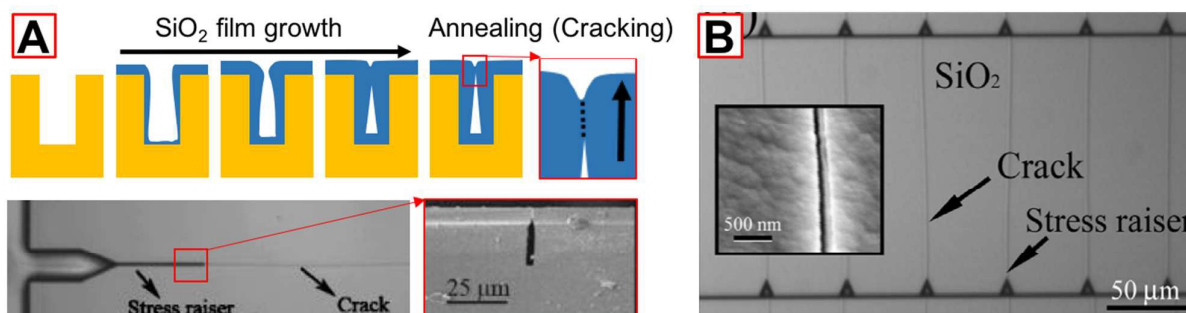 A
SiO₂ film growth
Annealing (Cracking)
Stress raiser
Crack
25 µm
B
SiO₂
500 nm
Crack
Stress raiser
50 µm